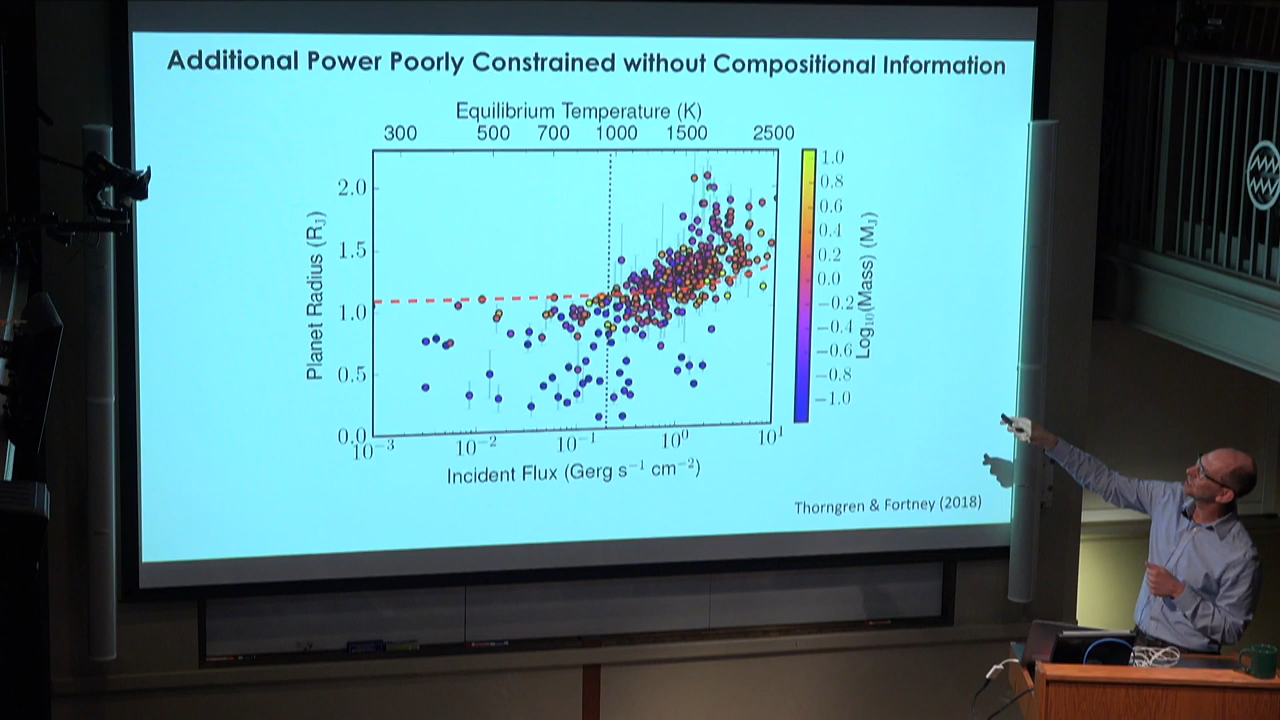 Additional Power Poorly Constrained without Compositional Information
Equilibrium Temperature (K)
300 500 700 1000 1500 2500
2.0
1.5
1.0
0.5
0.0
Planet Radius (R_J)
10⁻³ 10⁻² 10⁻¹ 10⁰ 10¹
Incident Flux (Gerg s⁻¹ cm⁻²)
1.0
0.8
0.6
0.4
0.2
0.0
−0.2
−0.4
−0.6
−0.8
−1.0
Log₁₀(Mass) (M_J)
Thorngren & Fortney (2018)